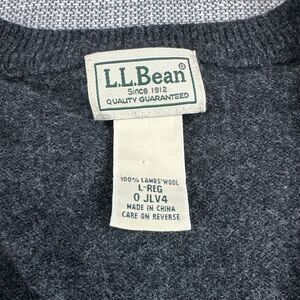 L.L.Bean®
Since 1912
QUALITY GUARANTEED
100% LAMBS' WOOL
L-REG
0 JLV4
MADE IN CHINA
CARE ON REVERSE